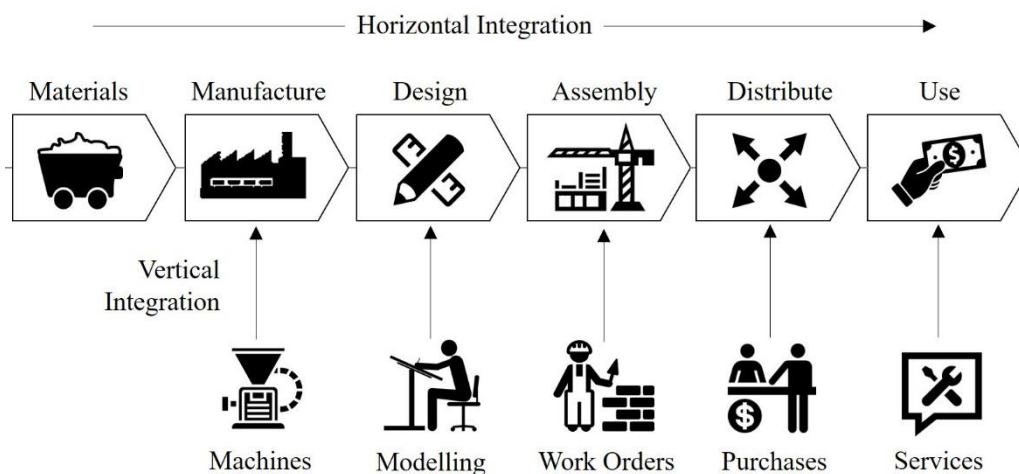 Horizontal Integration
Materials
Manufacture
Design
Assembly
Distribute
Use
Vertical
Integration
Machines
Modelling
Work Orders
Purchases
Services